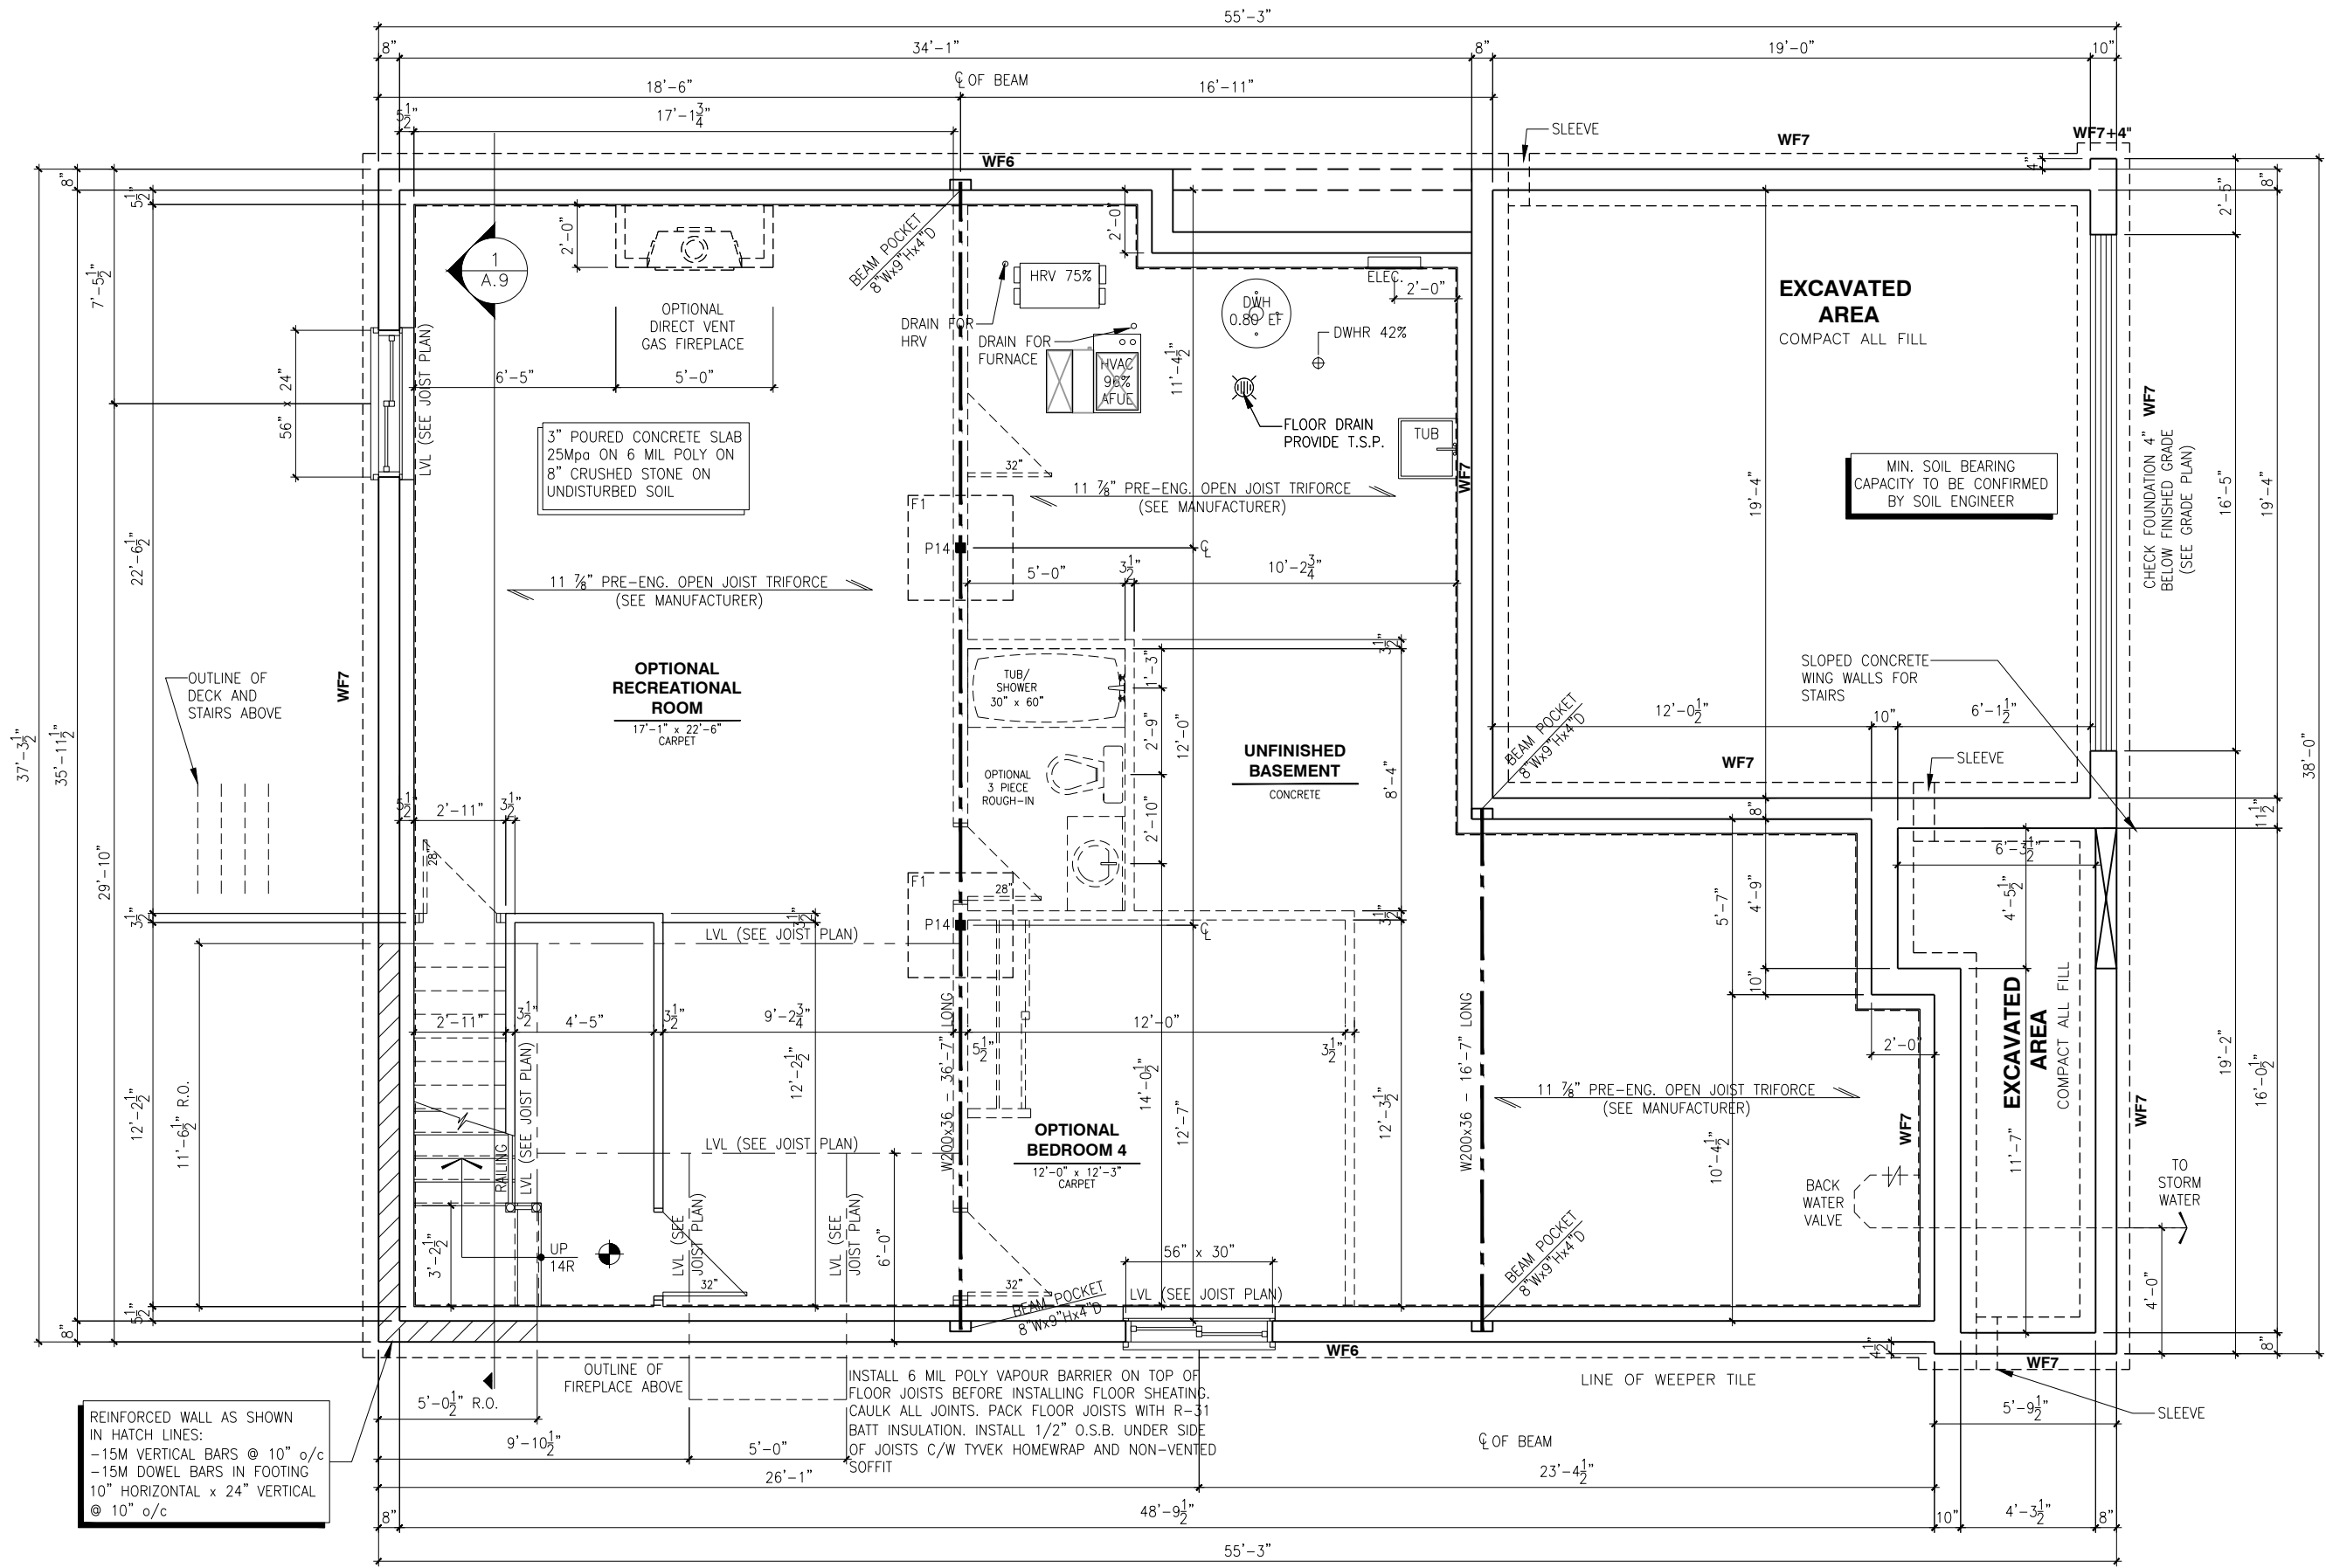 55'-3"
8"
34'-1"
8"
19'-0"
10"
℄ OF BEAM
18'-6"
16'-11"
5½"
17'-1¾"
SLEEVE
WF7
WF7+4"
WF6
8"
5½"
4"
8"
2'-5"
2'-0"
2'-0"
BEAM POCKET
8"Wx9"Hx4"D
7'-5½"
1
A.9
HRV 75%
ELEC.
2'-0"
EXCAVATED
AREA
COMPACT ALL FILL
OPTIONAL
DIRECT VENT
GAS FIREPLACE
DRAIN FOR
HRV
DRAIN FOR
FURNACE
DWH
0.80 EF
DWHR 42%
HVAC
96%
AFUE
11'-4½"
56" x 24"
LVL (SEE JOIST PLAN)
6'-5"
5'-0"
3" POURED CONCRETE SLAB
25Mpa ON 6 MIL POLY ON
8" CRUSHED STONE ON
UNDISTURBED SOIL
FLOOR DRAIN
PROVIDE T.S.P.
TUB
32"
WF7
19'-4"
MIN. SOIL BEARING
CAPACITY TO BE CONFIRMED
BY SOIL ENGINEER
CHECK FOUNDATION 4"
BELOW FINISHED GRADE
(SEE GRADE PLAN)
WF7
16'-5"
19'-4"
11 ⅞" PRE-ENG. OPEN JOIST TRIFORCE
(SEE MANUFACTURER)
F1
P14
℄
22'-6½"
11 ⅞" PRE-ENG. OPEN JOIST TRIFORCE
(SEE MANUFACTURER)
5'-0"
3½"
10'-2¾"
OUTLINE OF
DECK AND
STAIRS ABOVE
WF7
OPTIONAL
RECREATIONAL
ROOM
17'-1" x 22'-6"
CARPET
TUB/
SHOWER
30" x 60"
1'-3"
3½"
SLOPED CONCRETE
WING WALLS FOR
STAIRS
BEAM POCKET
8"Wx9"Hx4"D
12'-0½"
10"
6'-1½"
37'-3½"
35'-11½"
2'-9"
12'-0"
UNFINISHED
BASEMENT
CONCRETE
8'-4"
OPTIONAL
3 PIECE
ROUGH-IN
WF7
SLEEVE
38'-0"
5½"
2'-11"
3½"
2'-10"
8"
11½"
29'-10"
28"
28"
6'-3½"
4'-5½"
4'-9"
5'-7"
3½"
3½"
3½"
F1
P14
℄
LVL (SEE JOIST PLAN)
10"
EXCAVATED
AREA
COMPACT ALL FILL
2'-11"
3½"
4'-5"
3½"
9'-2¾"
5½"
12'-0"
3½"
2'-0"
W200x36 - 36'-7" LONG
W200x36 - 16'-7" LONG
12'-2½"
11'-6½" R.O.
12'-2½"
14'-0½"
12'-7"
12'-3½"
11 ⅞" PRE-ENG. OPEN JOIST TRIFORCE
(SEE MANUFACTURER)
19'-2"
16'-0½"
WF7
WF7
LVL (SEE JOIST PLAN)
RAILING
LVL (SEE JOIST PLAN)
OPTIONAL
BEDROOM 4
12'-0" x 12'-3"
CARPET
10'-4½"
11'-7"
BACK
WATER
VALVE
TO
STORM
WATER
3'-2½"
UP
14R
LVL (SEE
JOIST PLAN)
LVL (SEE
JOIST PLAN)
6'-0"
56" x 30"
BEAM POCKET
8"Wx9"Hx4"D
4'-0"
32"
32"
BEAM POCKET
8"Wx9"Hx4"D
LVL (SEE JOIST PLAN)
5½"
8"
WF6
4½"
WF7
8"
OUTLINE OF
FIREPLACE ABOVE
INSTALL 6 MIL POLY VAPOUR BARRIER ON TOP OF
FLOOR JOISTS BEFORE INSTALLING FLOOR SHEATING.
CAULK ALL JOINTS. PACK FLOOR JOISTS WITH R-31
BATT INSULATION. INSTALL 1/2" O.S.B. UNDER SIDE
OF JOISTS C/W TYVEK HOMEWRAP AND NON-VENTED
SOFFIT
LINE OF WEEPER TILE
5'-0½" R.O.
5'-9½"
SLEEVE
REINFORCED WALL AS SHOWN
IN HATCH LINES:
-15M VERTICAL BARS @ 10" o/c
-15M DOWEL BARS IN FOOTING
10" HORIZONTAL x 24" VERTICAL
@ 10" o/c
9'-10½"
5'-0"
℄ OF BEAM
26'-1"
23'-4½"
8"
48'-9½"
10"
4'-3½"
8"
55'-3"